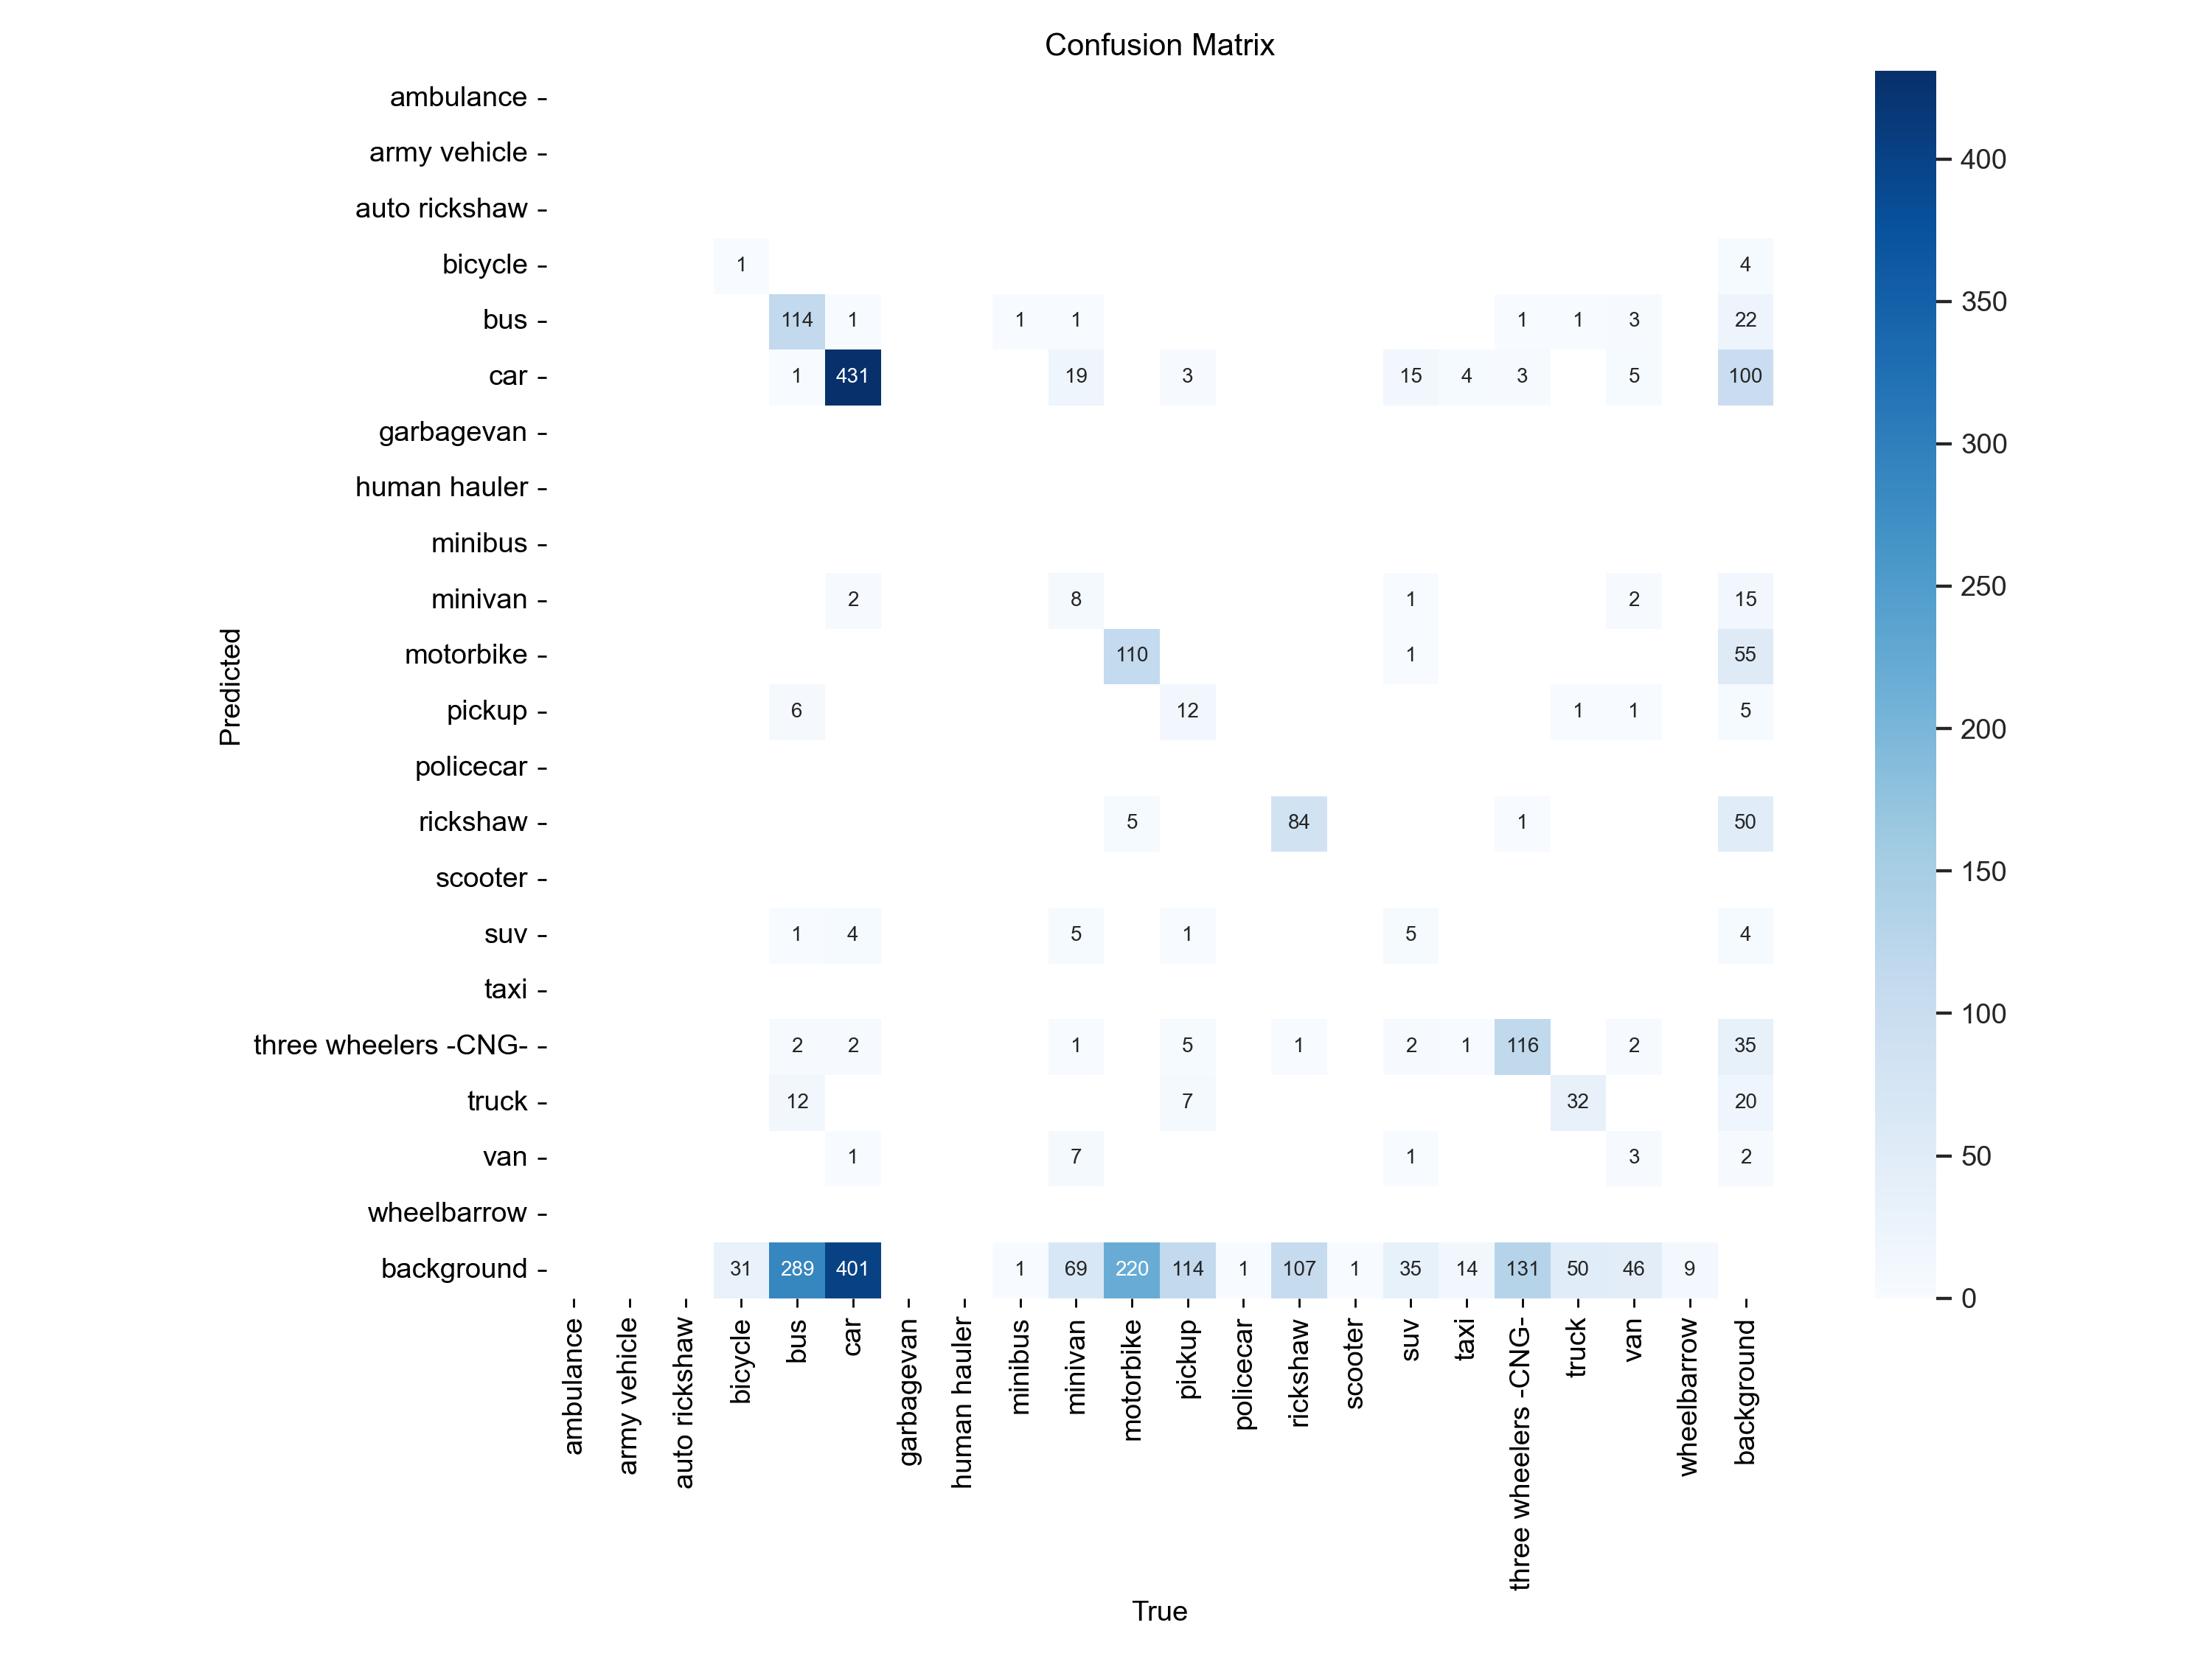 Confusion Matrix
ambulance
army vehicle
auto rickshaw
bicycle 1 4
bus 114 1 1 1 1 1 3 22
car 1 431 19 3 15 4 3 5 100
garbagevan
human hauler
minibus
minivan 2 8 1 2 15
motorbike 110 1 55
pickup 6 12 1 1 5
policecar
rickshaw 5 84 1 50
scooter
suv 1 4 5 1 5 4
taxi
three wheelers -CNG- 2 2 1 5 1 2 1 116 2 35
truck 12 7 32 20
van 1 7 1 3 2
wheelbarrow
background 31 289 401 1 69 220 114 1 107 1 35 14 131 50 46 9
Predicted
ambulance
army vehicle
auto rickshaw
bicycle
bus
car
garbagevan
human hauler
minibus
minivan
motorbike
pickup
policecar
rickshaw
scooter
suv
taxi
three wheelers -CNG-
truck
van
wheelbarrow
background
True
400
350
300
250
200
150
100
50
0